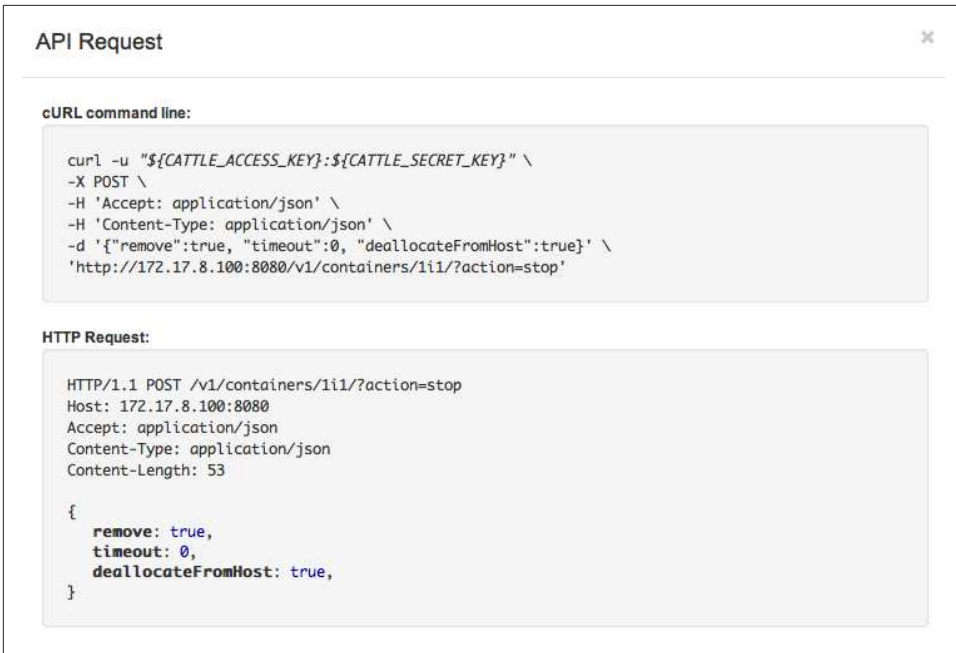 API Request
×
cURL command line:
curl -u "${CATTLE_ACCESS_KEY}:${CATTLE_SECRET_KEY}" \
-X POST \
-H 'Accept: application/json' \
-H 'Content-Type: application/json' \
-d '{"remove":true, "timeout":0, "deallocateFromHost":true}' \
'http://172.17.8.100:8080/v1/containers/1i1/?action=stop'
HTTP Request:
HTTP/1.1 POST /v1/containers/1i1/?action=stop
Host: 172.17.8.100:8080
Accept: application/json
Content-Type: application/json
Content-Length: 53
{
remove: true,
timeout: 0,
deallocateFromHost: true,
}